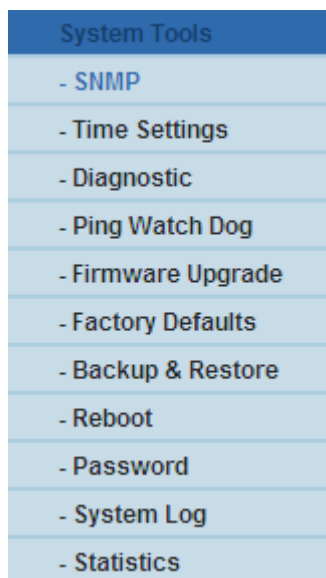 System Tools
- SNMP
- Time Settings
- Diagnostic
- Ping Watch Dog
- Firmware Upgrade
- Factory Defaults
- Backup & Restore
- Reboot
- Password
- System Log
- Statistics